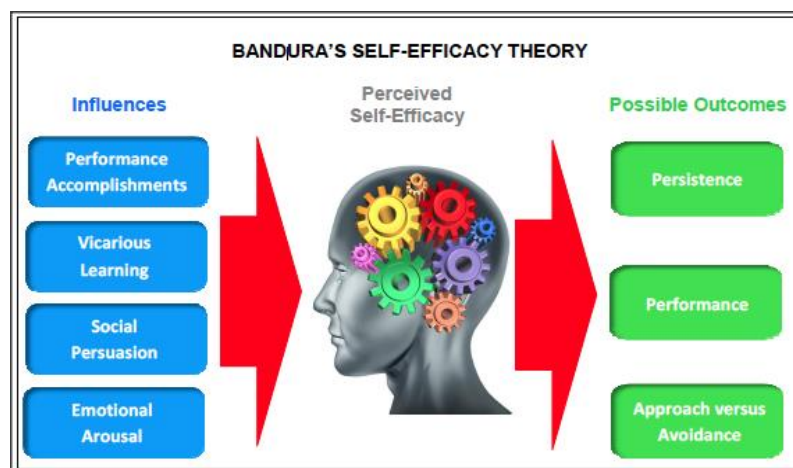 BANDURA'S SELF-EFFICACY THEORY
Influences
Performance
Accomplishments
Vicarious
Learning
Social
Persuasion
Emotional
Arousal
Perceived
Self-Efficacy
Possible Outcomes
Persistence
Performance
Approach versus
Avoidance